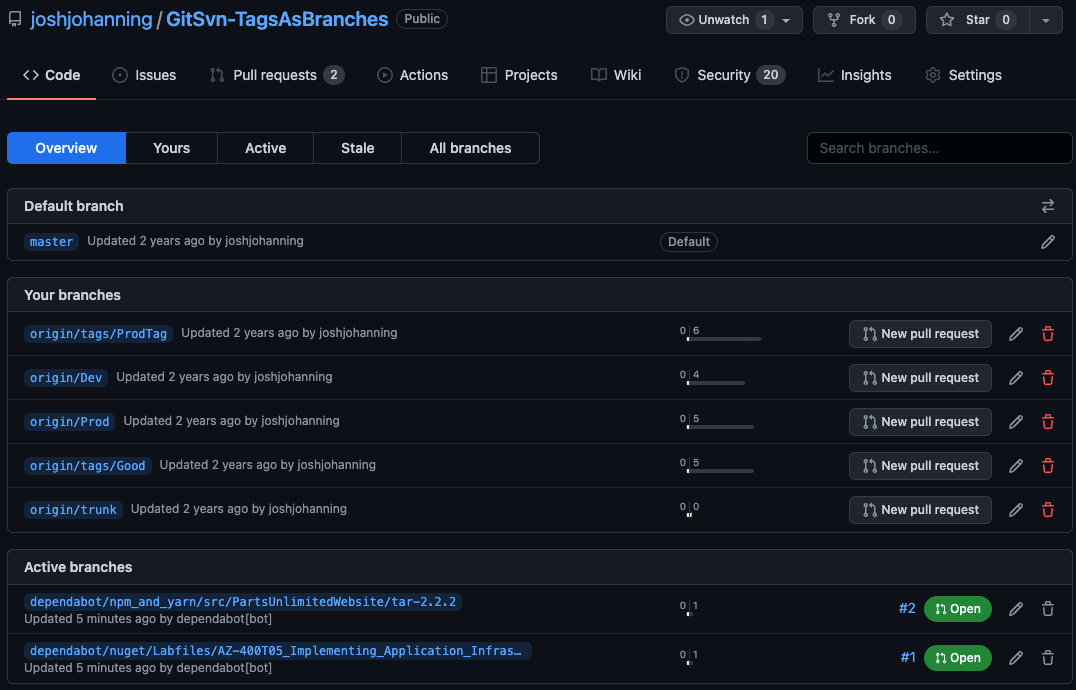 joshjohanning / GitSvn-TagsAsBranches Public Unwatch 1 Fork 0 Star 0
Code Issues Pull requests 2 Actions Projects Wiki Security 20 Insights Settings
Overview Yours Active Stale All branches Search branches...
Default branch
master Updated 2 years ago by joshjohanning Default
Your branches
origin/tags/ProdTag Updated 2 years ago by joshjohanning 0 6 New pull request
origin/Dev Updated 2 years ago by joshjohanning 0 4 New pull request
origin/Prod Updated 2 years ago by joshjohanning 0 5 New pull request
origin/tags/Good Updated 2 years ago by joshjohanning 0 5 New pull request
origin/trunk Updated 2 years ago by joshjohanning 0 0 New pull request
Active branches
dependabot/npm_and_yarn/src/PartsUnlimitedWebsite/tar-2.2.2 0 1 #2 Open
Updated 5 minutes ago by dependabot[bot]
dependabot/nuget/Labfiles/AZ-400T05_Implementing_Application_Infras… 0 1 #1 Open
Updated 5 minutes ago by dependabot[bot]